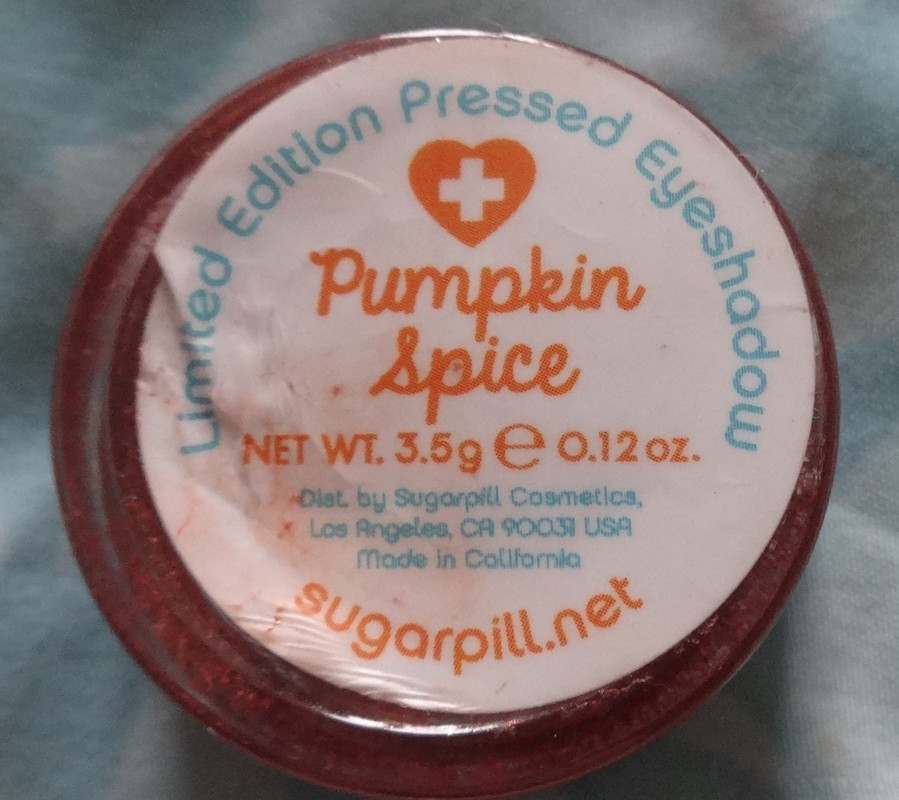 Limited Edition Pressed Eyeshadow
Pumpkin
Spice
NET WT. 3.5g e 0.12 oz.
Dist. by Sugarpill Cosmetics,
Los Angeles, CA 90031 USA
Made in California
sugarpill.net